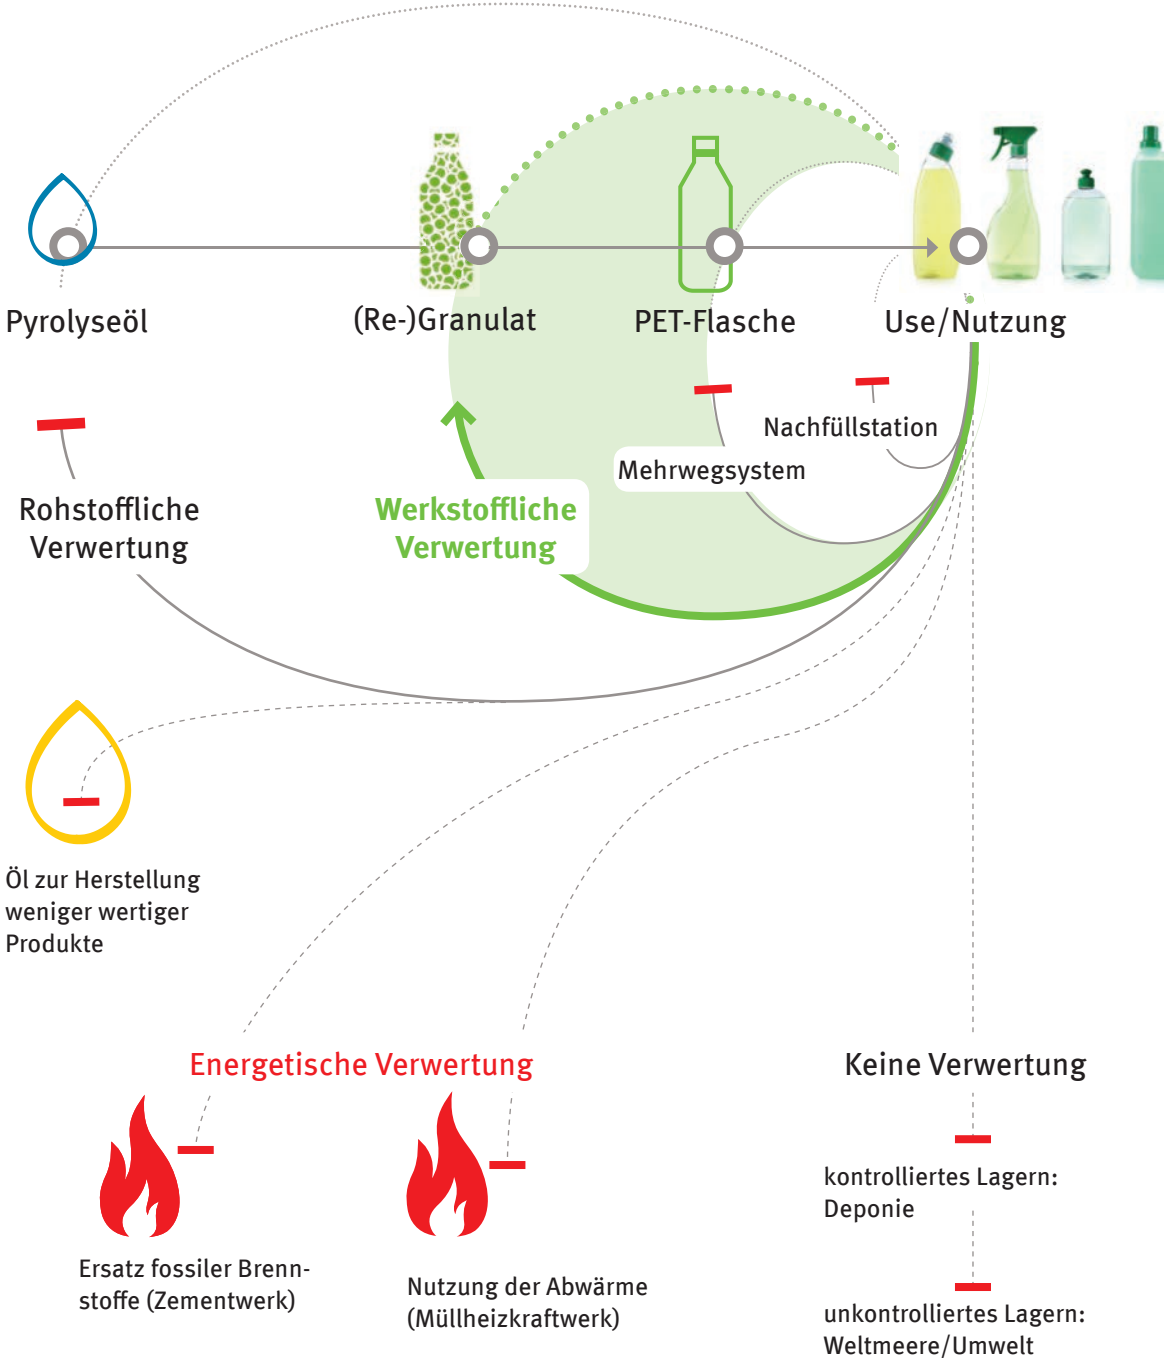 Pyrolyseöl
(Re-)Granulat
PET-Flasche
Use/Nutzung
Nachfüllstation
Mehrwegsystem
Rohstoffliche
Verwertung
Werkstoffliche
Verwertung
Öl zur Herstellung
weniger wertiger
Produkte
Energetische Verwertung
Keine Verwertung
Ersatz fossiler Brenn-
stoffe (Zementwerk)
Nutzung der Abwärme
(Müllheizkraftwerk)
kontrolliertes Lagern:
Deponie
unkontrolliertes Lagern:
Weltmeere/Umwelt